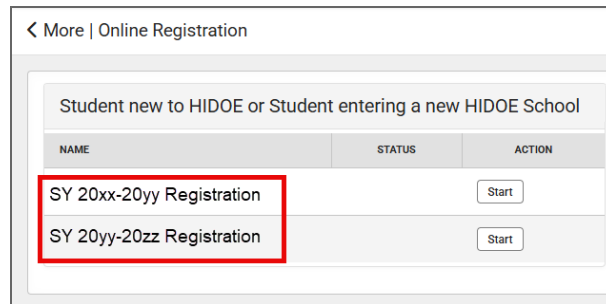 More | Online Registration
Student new to HIDOE or Student entering a new HIDOE School
NAME STATUS ACTION
SY 20xx-20yy Registration Start
SY 20yy-20zz Registration Start